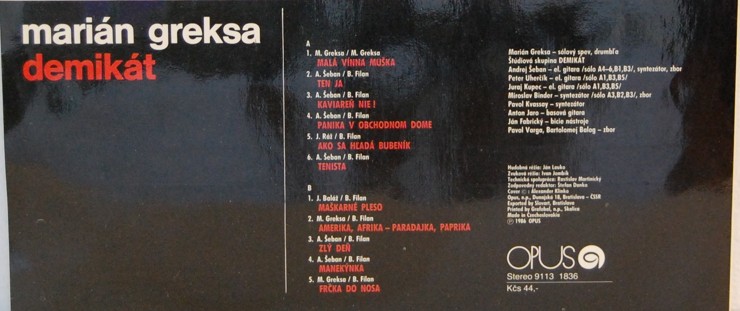 marián greksa
demikát
A
1. M. Greksa / M. Greksa
MALÁ VÍNNA MUŠKA
2. A. Šeban / B. Filan
TEN JA
3. A. Šeban / B. Filan
KAVIAREŇ NIE!
4. A. Šeban / B. Filan
PANIKA V OBCHODNOM DOME
5. J. Ráž / B. Filan
AKO SA HĽADÁ BUBENÍK
6. A. Šeban / B. Filan
TENISTA
B
1. J. Baláž / B. Filan
MAŠKARNÉ PLESO
2. M. Greksa / B. Filan
AMERIKA, AFRIKA – PARADAJKA, PAPRIKA
3. A. Šeban / B. Filan
ZLÝ DEŇ
4. A. Šeban / B. Filan
MANEKÝNKA
5. M. Greksa / B. Filan
FRČKA DO NOSA
Marián Greksa – sólový spev, drumbľa
Štúdiová skupina DEMIKÁT
Andrej Šeban – el. gitara /sólo A4–6,B1,B3/, syntezátor, zbor
Peter Uherčík – el. gitara /sólo A1,B3,B5/
Juraj Kupec – el. gitara /sólo A1,B3,B5/
Miroslav Bindar – syntezátor /sólo A3,B2,B3/, zbor
Pavol Kvassay – syntezátor
Anton Jaro – basová gitara
Ján Fabrický – bicie nástroje
Pavol Varga, Bartolomej Balog – zbor
Hudobná réžia: Ján Lauko
Zvuková réžia: Ivan Jombík
Technická spolupráca: Rastislav Martinický
Zodpovedný redaktor: Štefan Danko
Cover © : Alexander Klinka
Opus, n.p., Dunajská 18, Bratislava – ČSSR
Exported by Slovart, Bratislava
Printed by Grafobal, n.p., Skalica
Made in Czechoslovakia
℗ 1986 OPUS
OPUS
Stereo 9113 1836
Kčs 44,-